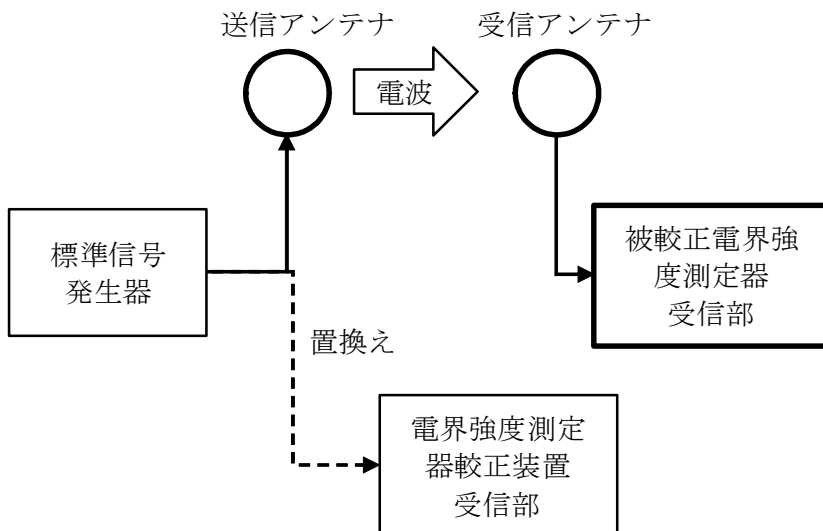 送信アンテナ
受信アンテナ
電波
標準信号
発生器
被較正電界強
度測定器
受信部
置換え
電界強度測定
器較正装置
受信部